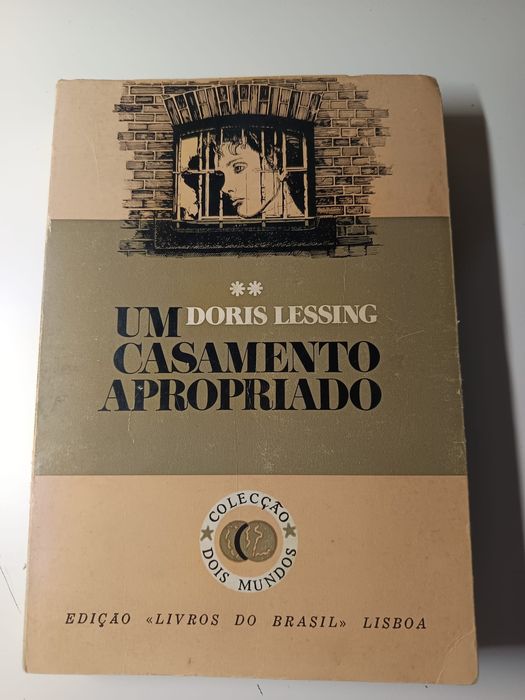 **
UM DORIS LESSING
CASAMENTO
APROPRIADO
COLECÇÃO
DOIS MUNDOS
EDIÇÃO «LIVROS DO BRASIL» LISBOA